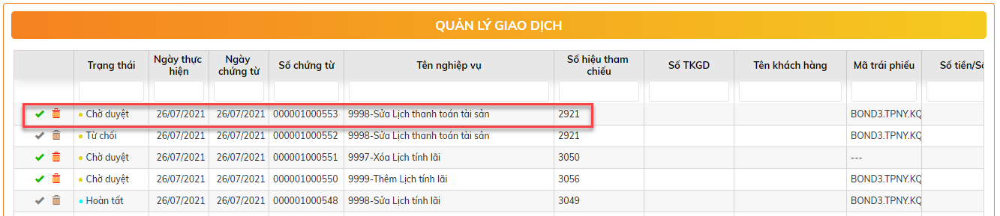 QUẢN LÝ GIAO DỊCH
Trạng thái Ngày thực hiện Ngày chứng từ Số chứng từ Tên nghiệp vụ Số hiệu tham chiếu Số TKGD Tên khách hàng Mã trái phiếu Số tiền/Số
Chờ duyệt 26/07/2021 26/07/2021 000001000553 9998-Sửa Lịch thanh toán tài sản 2921 BOND3.TPNY.KQ
Từ chối 26/07/2021 26/07/2021 000001000552 9998-Sửa Lịch thanh toán tài sản 2921 BOND3.TPNY.KQ
Chờ duyệt 26/07/2021 26/07/2021 000001000551 9997-Xóa Lịch tính lãi 3050 ---
Chờ duyệt 26/07/2021 26/07/2021 000001000550 9999-Thêm Lịch tính lãi 3056 BOND3.TPNY.KQ
Hoàn tất 26/07/2021 26/07/2021 000001000548 9998-Sửa Lịch tính lãi 3049 BOND3.TPNY.KQ